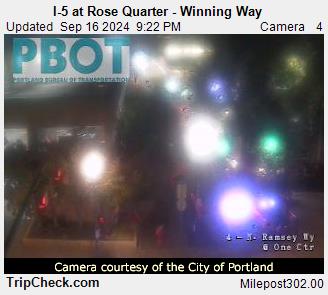 I-5 at Rose Quarter - Winning Way
Updated Sep 16 2024 9:22 PM Camera 4
PBOT
PORTLAND BUREAU OF TRANSPORTATION
4 - N. Ramsey Wy
@ One Ctr
Camera courtesy of the City of Portland
TripCheck.com Milepost302.00